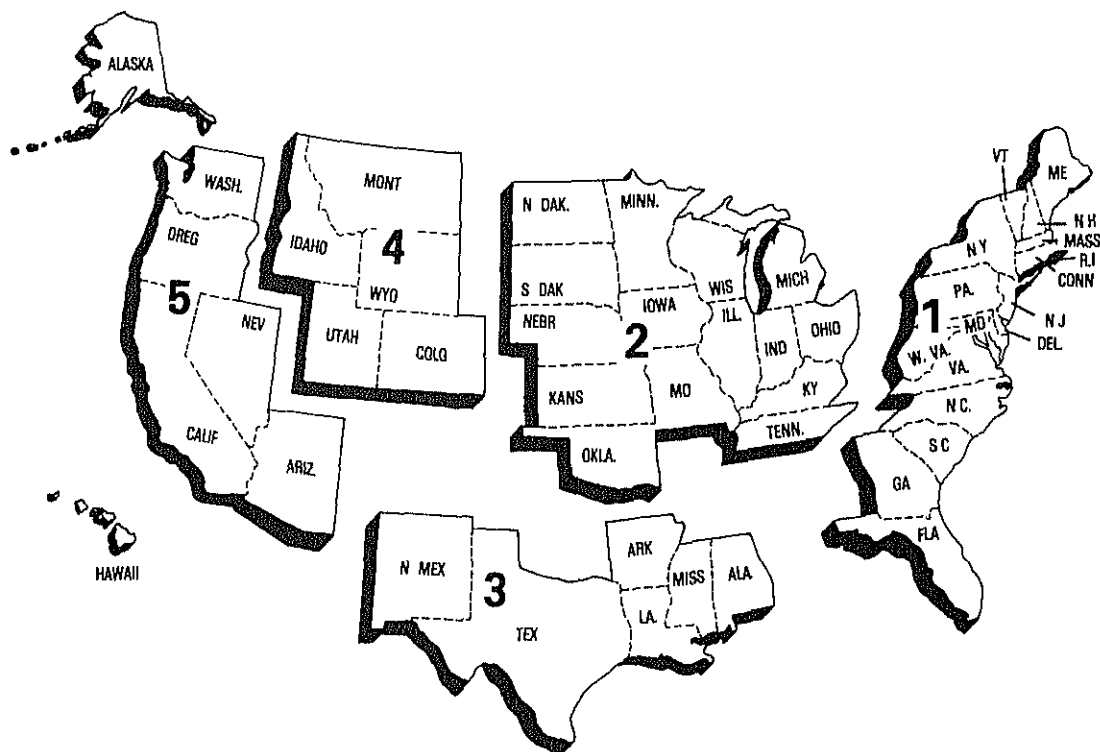 ALASKA
WASH.
OREG
5
NEV
CALIF
ARIZ.
HAWAII
MONT
IDAHO
4
WYO
UTAH
COLO
N DAK.
MINN.
S DAK
WIS
MICH
NEBR
IOWA
ILL.
2
IND
OHIO
KANS
MO
KY
TENN.
OKLA.
N MEX
3
TEX
ARK
MISS
ALA.
LA.
VT
ME
N H
MASS
R.I
CONN
N Y
PA.
1
MD
N J
DEL.
W. VA.
VA.
N C.
S C
GA
FLA